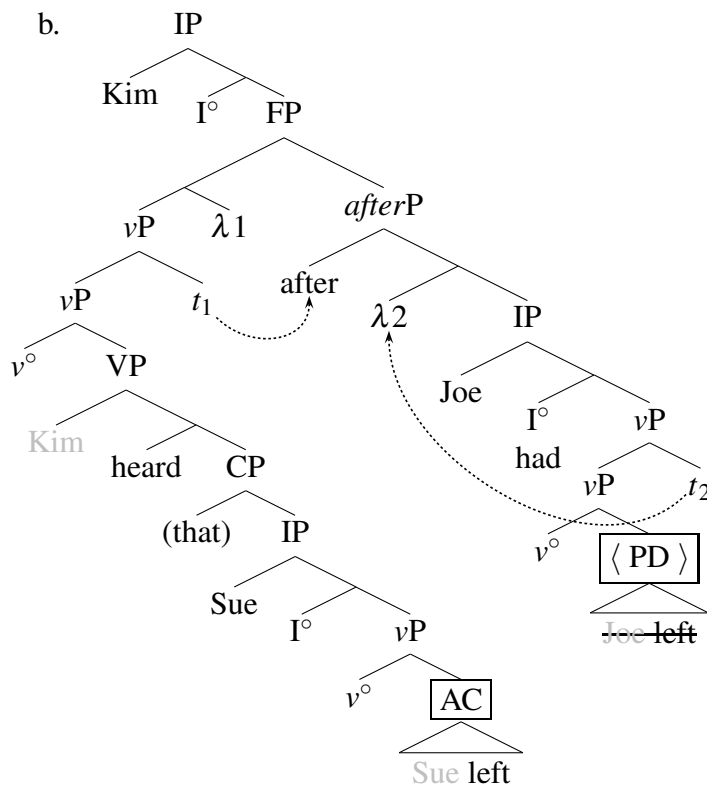 b.
IP
Kim
I° FP
vP λ1 afterP
vP t1 after
λ2 IP
v° VP
Joe
Kim
I° vP
heard CP
had
vP t2
(that) IP
v° ⟨ PD ⟩
Sue
I° vP
Joe left
v° AC
Sue left